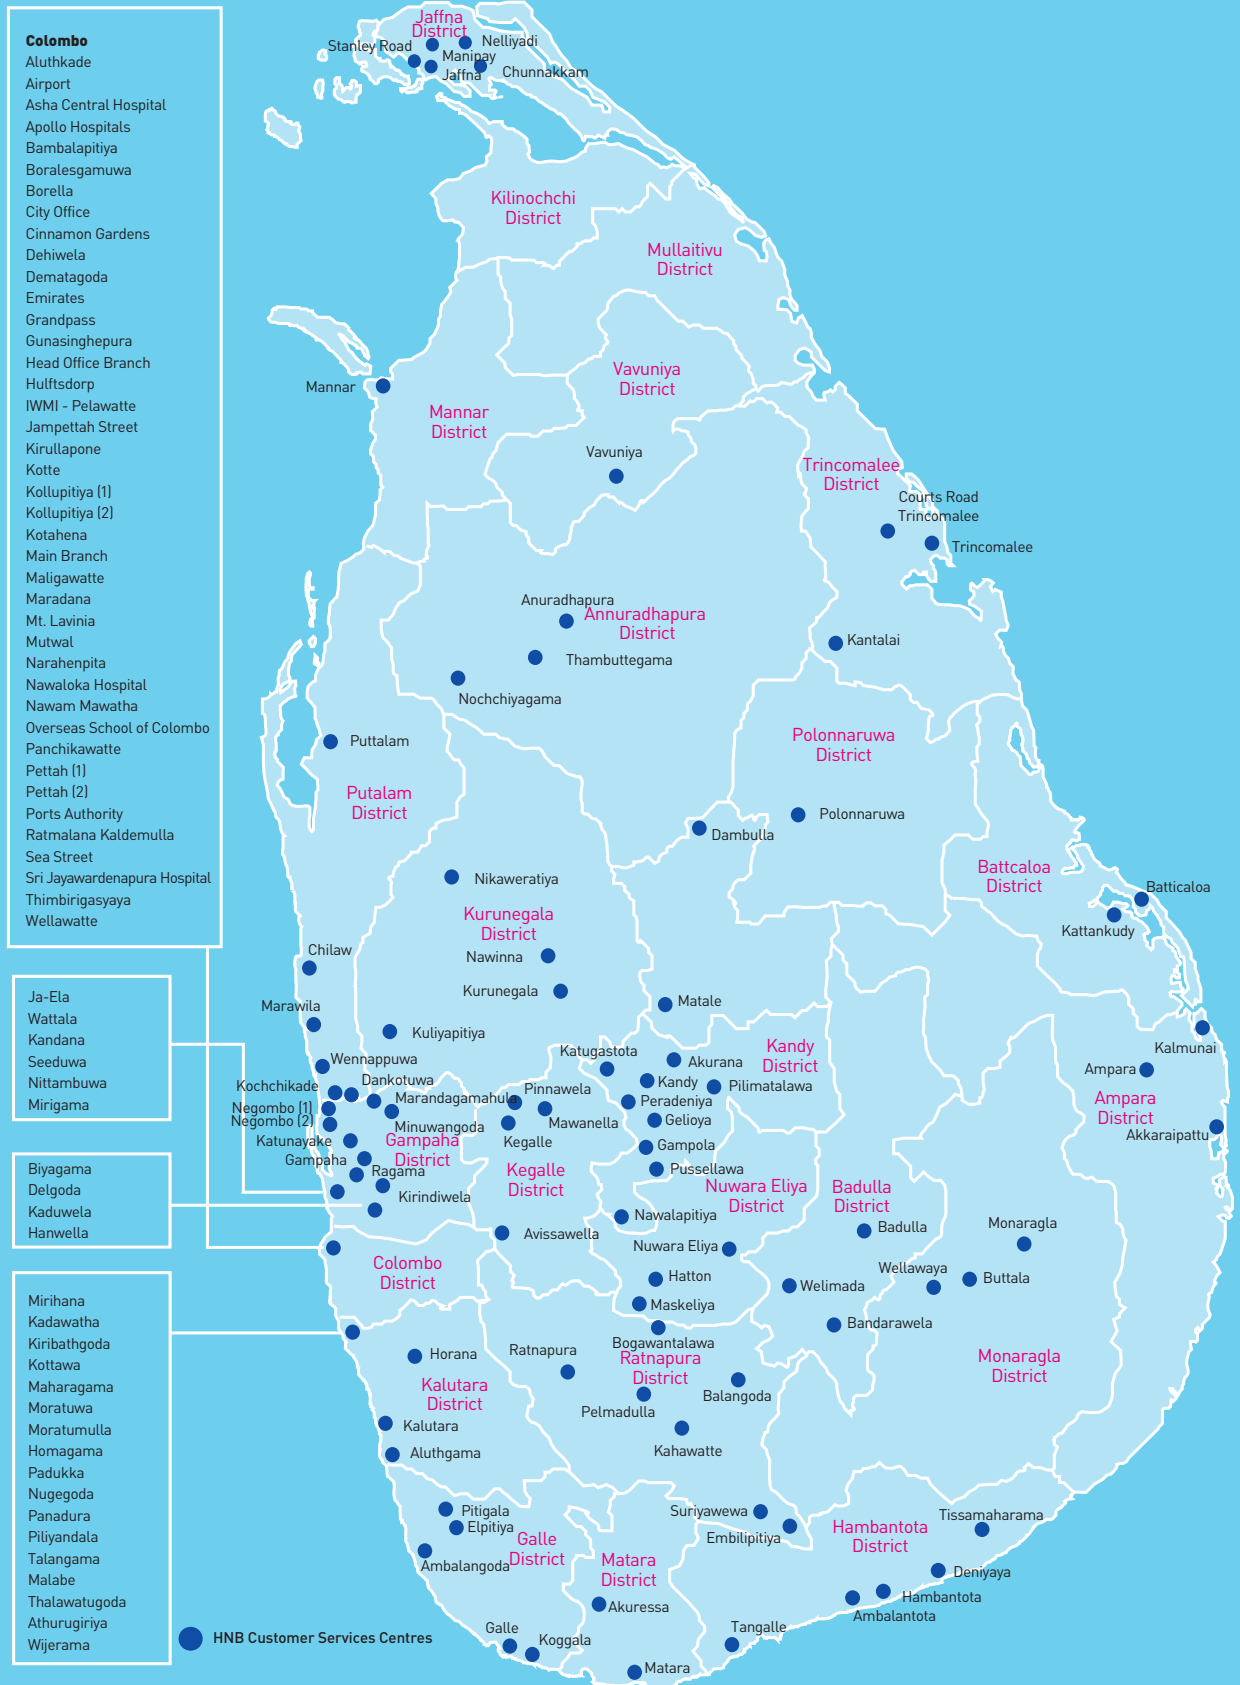 Colombo
Aluthkade
Airport
Asha Central Hospital
Apollo Hospitals
Bambalapitiya
Boralesgamuwa
Borella
City Office
Cinnamon Gardens
Dehiwela
Dematagoda
Emirates
Grandpass
Gunasinghepura
Head Office Branch
Hulftsdorp
IWMI - Pelawatte
Jampettah Street
Kirullapone
Kotte
Kollupitiya (1)
Kollupitiya (2)
Kotahena
Main Branch
Maligawatte
Maradana
Mt. Lavinia
Mutwal
Narahenpita
Nawaloka Hospital
Nawam Mawatha
Overseas School of Colombo
Panchikawatte
Pettah (1)
Pettah (2)
Ports Authority
Ratmalana Kaldemulla
Sea Street
Sri Jayawardenapura Hospital
Thimbirigasyaya
Wellawatte
Ja-Ela
Wattala
Kandana
Seeduwa
Nittambuwa
Mirigama
Biyagama
Delgoda
Kaduwela
Hanwella
Mirihana
Kadawatha
Kiribathgoda
Kottawa
Maharagama
Moratuwa
Moratumulla
Homagama
Padukka
Nugegoda
Panadura
Piliyandala
Talangama
Malabe
Thalawatugoda
Athurugiriya
Wijerama
HNB Customer Services Centres
Jaffna
District
Stanley Road
Nelliyadi
Manipay
Jaffna
Chunnakkam
Kilinochchi
District
Mullaitivu
District
Mannar
Mannar
District
Vavuniya
District
Vavuniya
Trincomalee
District
Courts Road
Trincomalee
Trincomalee
Kantalai
Anuradhapura
Annuradhapura
District
Thambuttegama
Nochchiyagama
Puttalam
Putalam
District
Polonnaruwa
District
Polonnaruwa
Dambulla
Battcaloa
District
Batticaloa
Kattankudy
Nikaweratiya
Kurunegala
District
Nawinna
Kurunegala
Kuliyapitiya
Chilaw
Marawila
Wennappuwa
Kochchikade
Dankotuwa
Marandagamahula
Negombo (1)
Negombo (2)
Minuwangoda
Katunayake
Gampaha
District
Gampaha
Ragama
Kirindiwela
Matale
Katugastota
Akurana
Kandy
District
Kandy
Pilimatalawa
Pinnawela
Peradeniya
Mawanella
Gelioya
Kegalle
Gampola
Kegalle
District
Pussellawa
Kalmunai
Ampara
Ampara
District
Akkaraipattu
Nuwara Eliya
District
Badulla
District
Nawalapitiya
Badulla
Monaragla
Avissawella
Nuwara Eliya
Colombo
District
Hatton
Welimada
Wellawaya
Buttala
Maskeliya
Bandarawela
Bogawantalawa
Ratnapura
Ratnapura
District
Horana
Kalutara
District
Balangoda
Pelmadulla
Monaragla
District
Kalutara
Aluthgama
Kahawatte
Pitigala
Elpitiya
Galle
District
Ambalangoda
Suriyawewa
Embilipitiya
Hambantota
District
Tissamaharama
Matara
District
Deniyaya
Hambantota
Ambalantota
Akuressa
Galle
Koggala
Tangalle
Matara